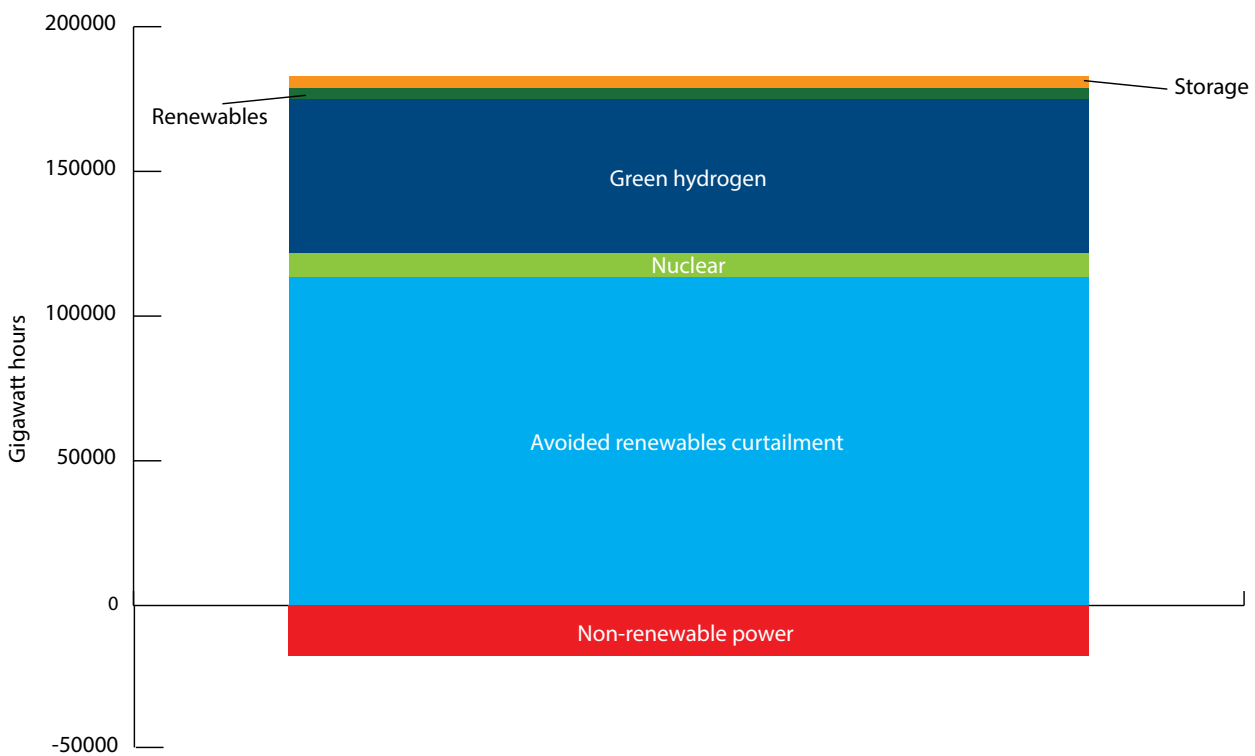 200000
Storage
Renewables
150000
Green hydrogen
Nuclear
100000
Gigawatt hours
50000
Avoided renewables curtailment
0
Non-renewable power
-50000